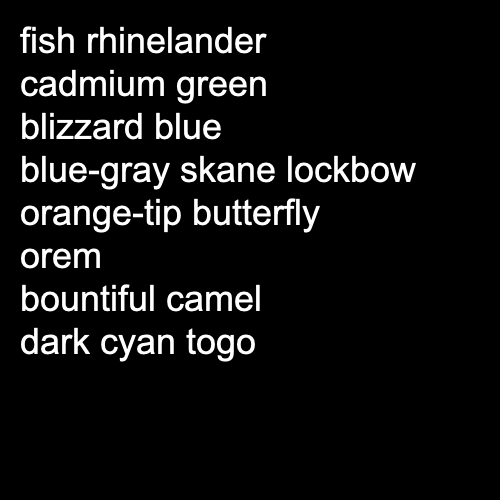 fish rhinelander
cadmium green
blizzard blue
blue-gray skane lockbow
orange-tip butterfly
orem
bountiful camel
dark cyan togo